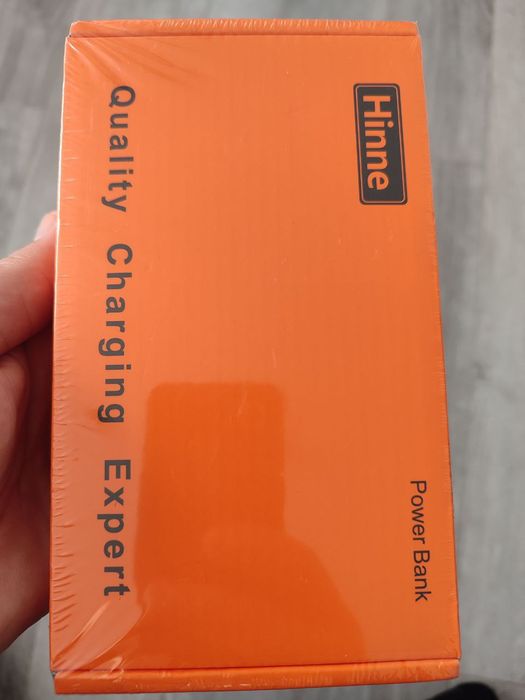 Hinne
Power Bank
Quality Charging Expert